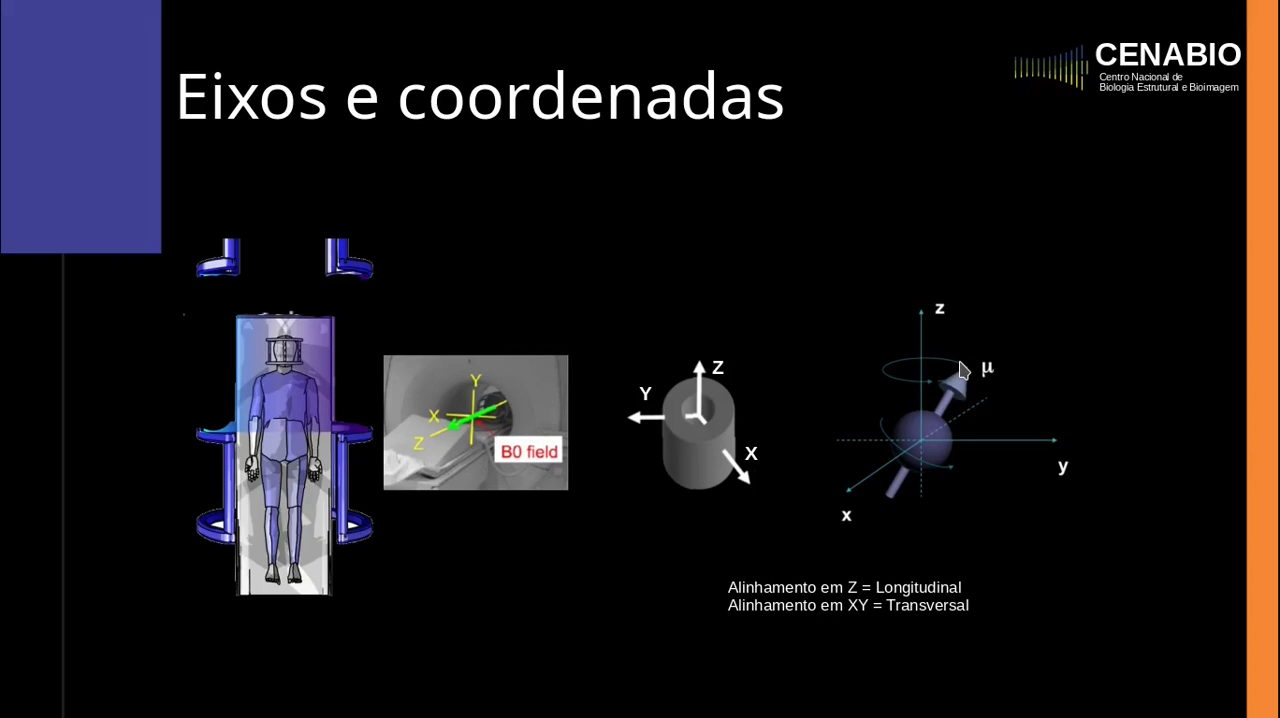 CENABIO
Centro Nacional de
Biologia Estrutural e Bioimagem
Eixos e coordenadas
Y
X
Z
B0 field
Z
Y
X
z
μ
y
x
Alinhamento em Z = Longitudinal
Alinhamento em XY = Transversal